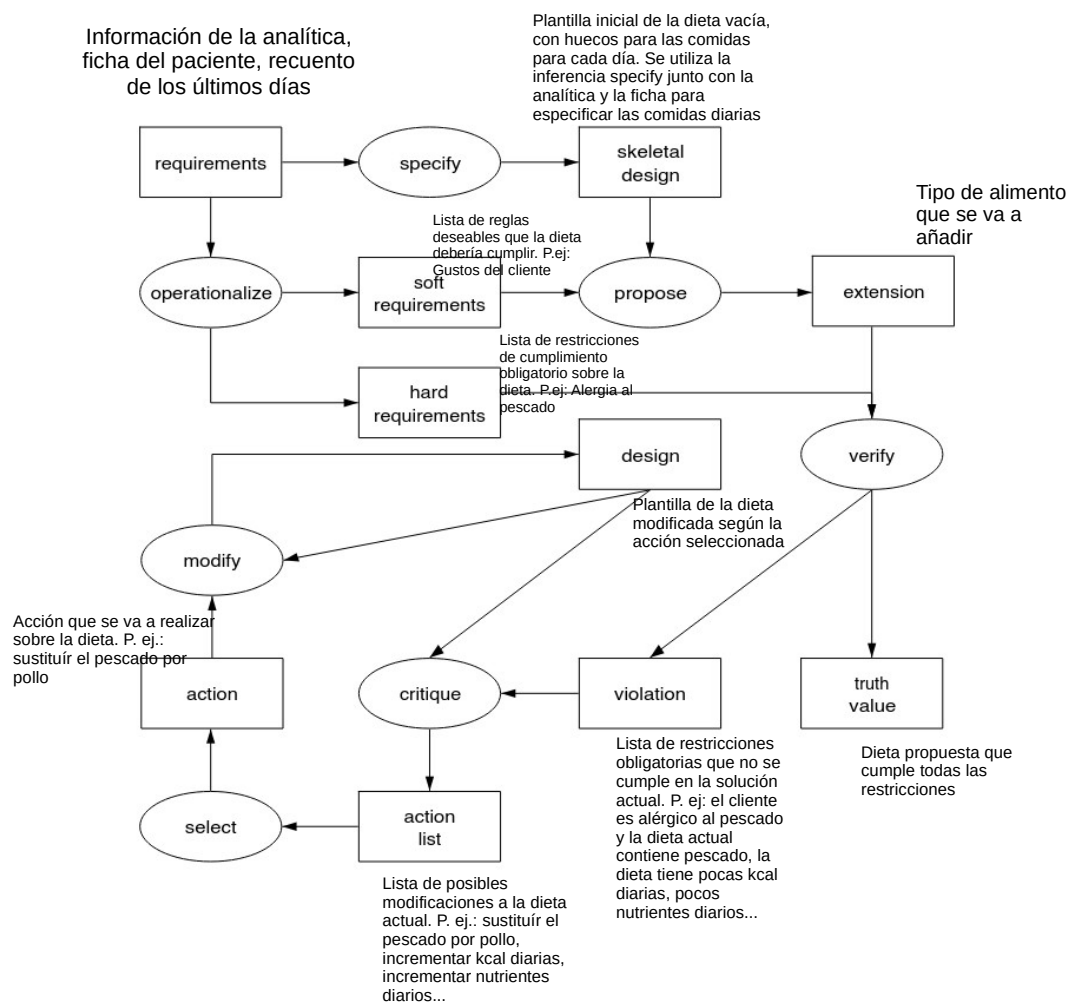 Información de la analítica,
ficha del paciente, recuento
de los últimos días
Plantilla inicial de la dieta vacía,
con huecos para las comidas
para cada día. Se utiliza la
inferencia specify junto con la
analítica y la ficha para
especificar las comidas diarias
requirements
specify
skeletal
design
Tipo de alimento
que se va a
añadir
Lista de reglas
deseables que la dieta
debería cumplir. P.ej:
Gustos del cliente
operationalize
soft
requirements
propose
extension
Lista de restricciones
de cumplimiento
obligatorio sobre la
dieta. P.ej: Alergia al
pescado
hard
requirements
design
verify
Plantilla de la dieta
modificada según la
acción seleccionada
modify
Acción que se va a realizar
sobre la dieta. P. ej.:
sustituír el pescado por
pollo
action
critique
violation
truth
value
Lista de restricciones
obligatorias que no se
cumple en la solución
actual. P. ej: el cliente
es alérgico al pescado
y la dieta actual
contiene pescado, la
dieta tiene pocas kcal
diarias, pocos
nutrientes diarios...
Dieta propuesta que
cumple todas las
restricciones
select
action
list
Lista de posibles
modificaciones a la dieta
actual. P. ej.: sustituír el
pescado por pollo,
incrementar kcal diarias,
incrementar nutrientes
diarios...